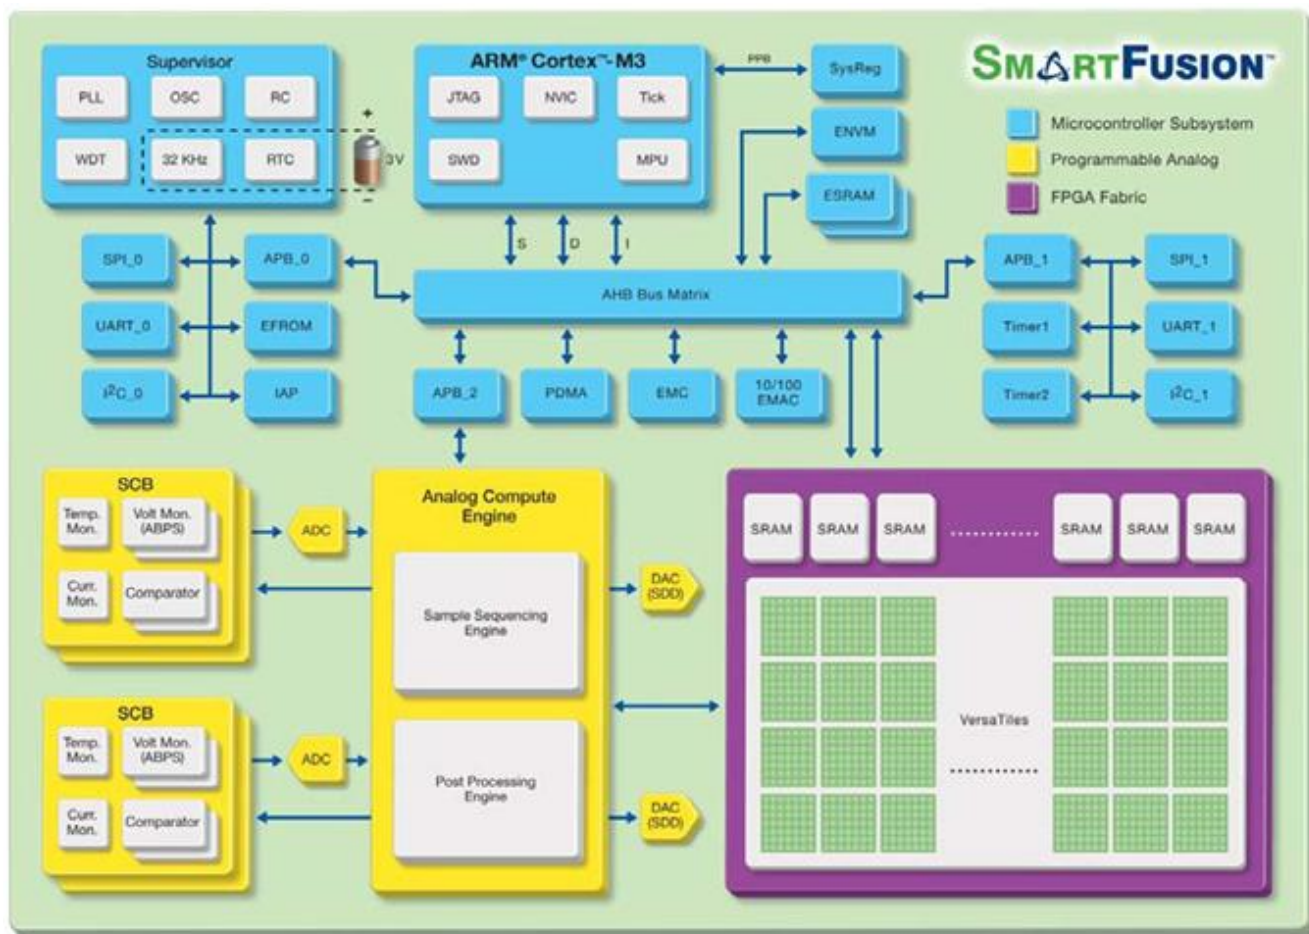 SMARTFUSION™
Microcontroller Subsystem
Programmable Analog
FPGA Fabric
Supervisor
PLL
OSC
RC
WDT
32 KHz
RTC
+
3V
−
ARM® Cortex™-M3
JTAG
NVIC
Tick
SWD
MPU
PPB
SysReg
ENVM
ESRAM
S
D
I
SPI_0
APB_0
UART_0
EFROM
I²C_0
IAP
AHB Bus Matrix
APB_1
SPI_1
Timer1
UART_1
Timer2
I²C_1
APB_2
PDMA
EMC
10/100
EMAC
SCB
Temp.
Mon.
Volt Mon.
(ABPS)
Curr.
Mon.
Comparator
ADC
Analog Compute
Engine
Sample Sequencing
Engine
DAC
(SDD)
SCB
Temp.
Mon.
Volt Mon.
(ABPS)
Curr.
Mon.
Comparator
ADC
Post Processing
Engine
DAC
(SDD)
SRAM
SRAM
SRAM
SRAM
SRAM
SRAM
VersaTiles